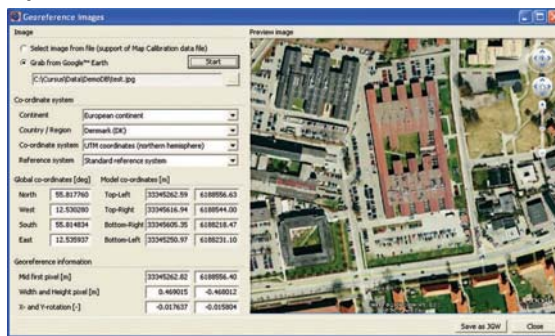 Georeference Images
Image
Select image from file (support of Map Calibration data file)
Grab from Google™ Earth
Start
C:\Cursus\Data\DemoDB\test.jpg
...
Co-ordinate system
Continent European continent
Country / Region Denmark (DK)
Co-ordinate system UTM coordinates (northern hemisphere)
Reference system Standard reference system
Global co-ordinates [deg] Model co-ordinates [m]
North 55.817760 Top-Left 33345262.59 6188556.63
West 12.530280 Top-Right 33345616.94 6188544.00
South 55.814834 Bottom-Right 33345605.35 6188218.47
East 12.535937 Bottom-Left 33345250.97 6188231.10
Georeference information
Mid first pixel [m] 33345262.82 6188556.40
Width and Height pixel [m] 0.469015 -0.468012
X- and Y-rotation [-] -0.017637 -0.015804
Preview image
Save as JGW
Close